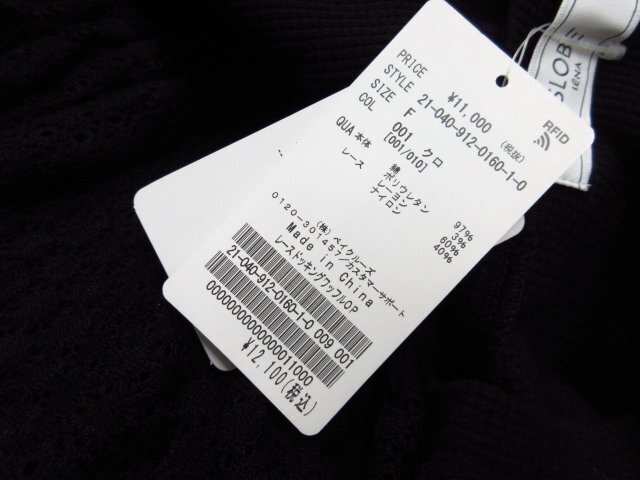 PRICE ¥11,000 (税抜)
STYLE 21-040-912-0160-1-0
SIZE F
COL 001 クロ
[001/010]
QUA 本体 綿 97%
ポリウレタン 3%
レース レーヨン 60%
ナイロン 40%
(株)ベイクルーズ
0120-301457/カスタマーサポート
Made in China
レースドッキングワッフルOP
21-040-912-0160-1-0 009 001
0000000000000011000
¥12,100(税込)
RFID
GLOBE
IENA